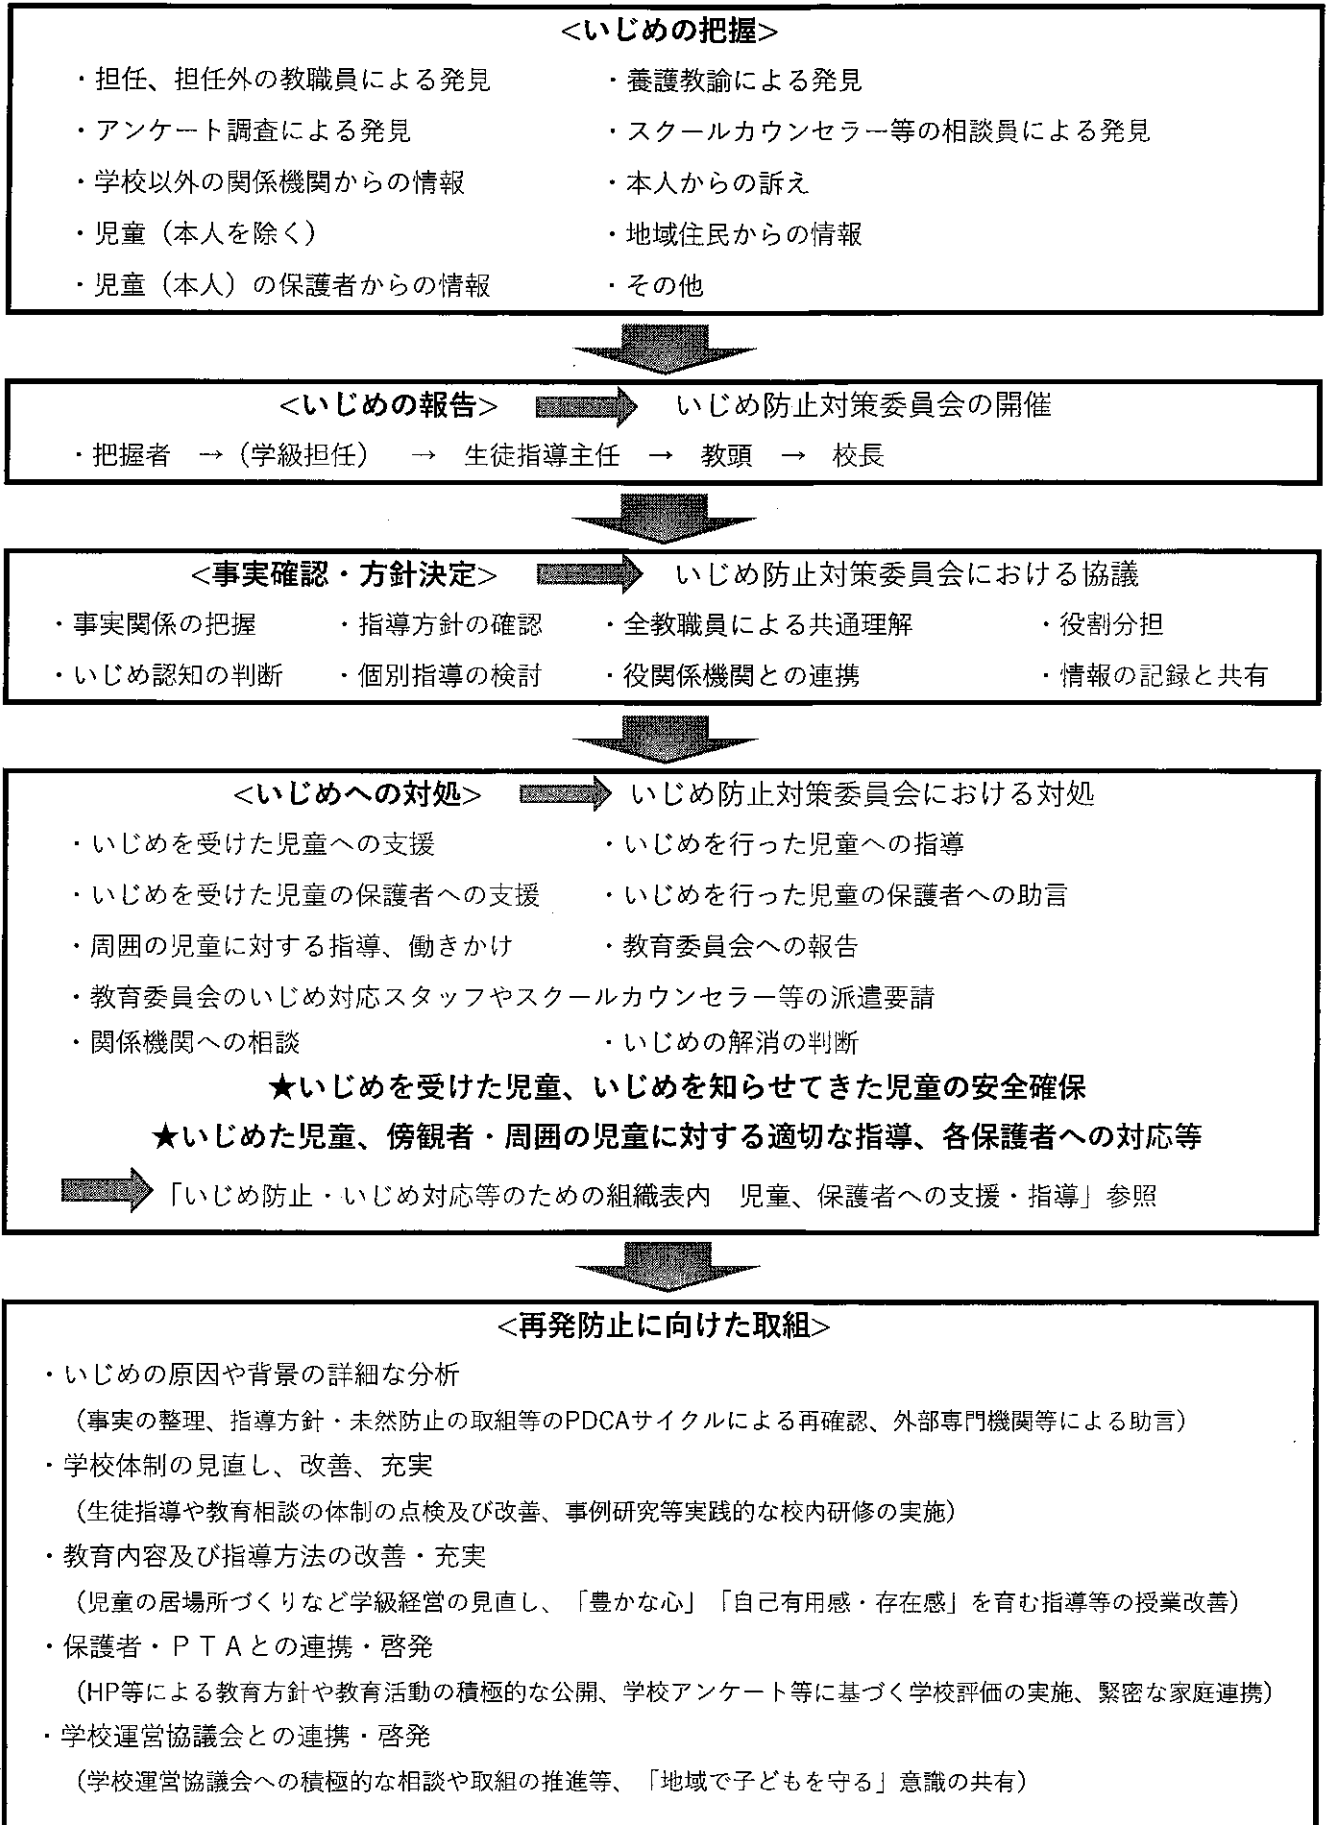 <いじめの把握>
・担任、担任外の教職員による発見　・養護教諭による発見
・アンケート調査による発見　・スクールカウンセラー等の相談員による発見
・学校以外の関係機関からの情報　・本人からの訴え
・児童（本人を除く）　・地域住民からの情報
・児童（本人）の保護者からの情報　・その他
<いじめの報告>　いじめ防止対策委員会の開催
・把握者　→（学級担任）　→　生徒指導主任　→　教頭　→　校長
<事実確認・方針決定>　いじめ防止対策委員会における協議
・事実関係の把握　・指導方針の確認　・全教職員による共通理解　・役割分担
・いじめ認知の判断　・個別指導の検討　・役関係機関との連携　・情報の記録と共有
<いじめへの対処>　いじめ防止対策委員会における対処
・いじめを受けた児童への支援　・いじめを行った児童への指導
・いじめを受けた児童の保護者への支援　・いじめを行った児童の保護者への助言
・周囲の児童に対する指導、働きかけ　・教育委員会への報告
・教育委員会のいじめ対応スタッフやスクールカウンセラー等の派遣要請
・関係機関への相談　・いじめの解消の判断
★いじめを受けた児童、いじめを知らせてきた児童の安全確保
★いじめた児童、傍観者・周囲の児童に対する適切な指導、各保護者への対応等
「いじめ防止・いじめ対応等のための組織表内　児童、保護者への支援・指導」参照
<再発防止に向けた取組>
・いじめの原因や背景の詳細な分析
（事実の整理、指導方針・未然防止の取組等のPDCAサイクルによる再確認、外部専門機関等による助言）
・学校体制の見直し、改善、充実
（生徒指導や教育相談の体制の点検及び改善、事例研究等実践的な校内研修の実施）
・教育内容及び指導方法の改善・充実
（児童の居場所づくりなど学級経営の見直し、「豊かな心」「自己有用感・存在感」を育む指導等の授業改善）
・保護者・ＰＴＡとの連携・啓発
（HP等による教育方針や教育活動の積極的な公開、学校アンケート等に基づく学校評価の実施、緊密な家庭連携）
・学校運営協議会との連携・啓発
（学校運営協議会への積極的な相談や取組の推進等、「地域で子どもを守る」意識の共有）